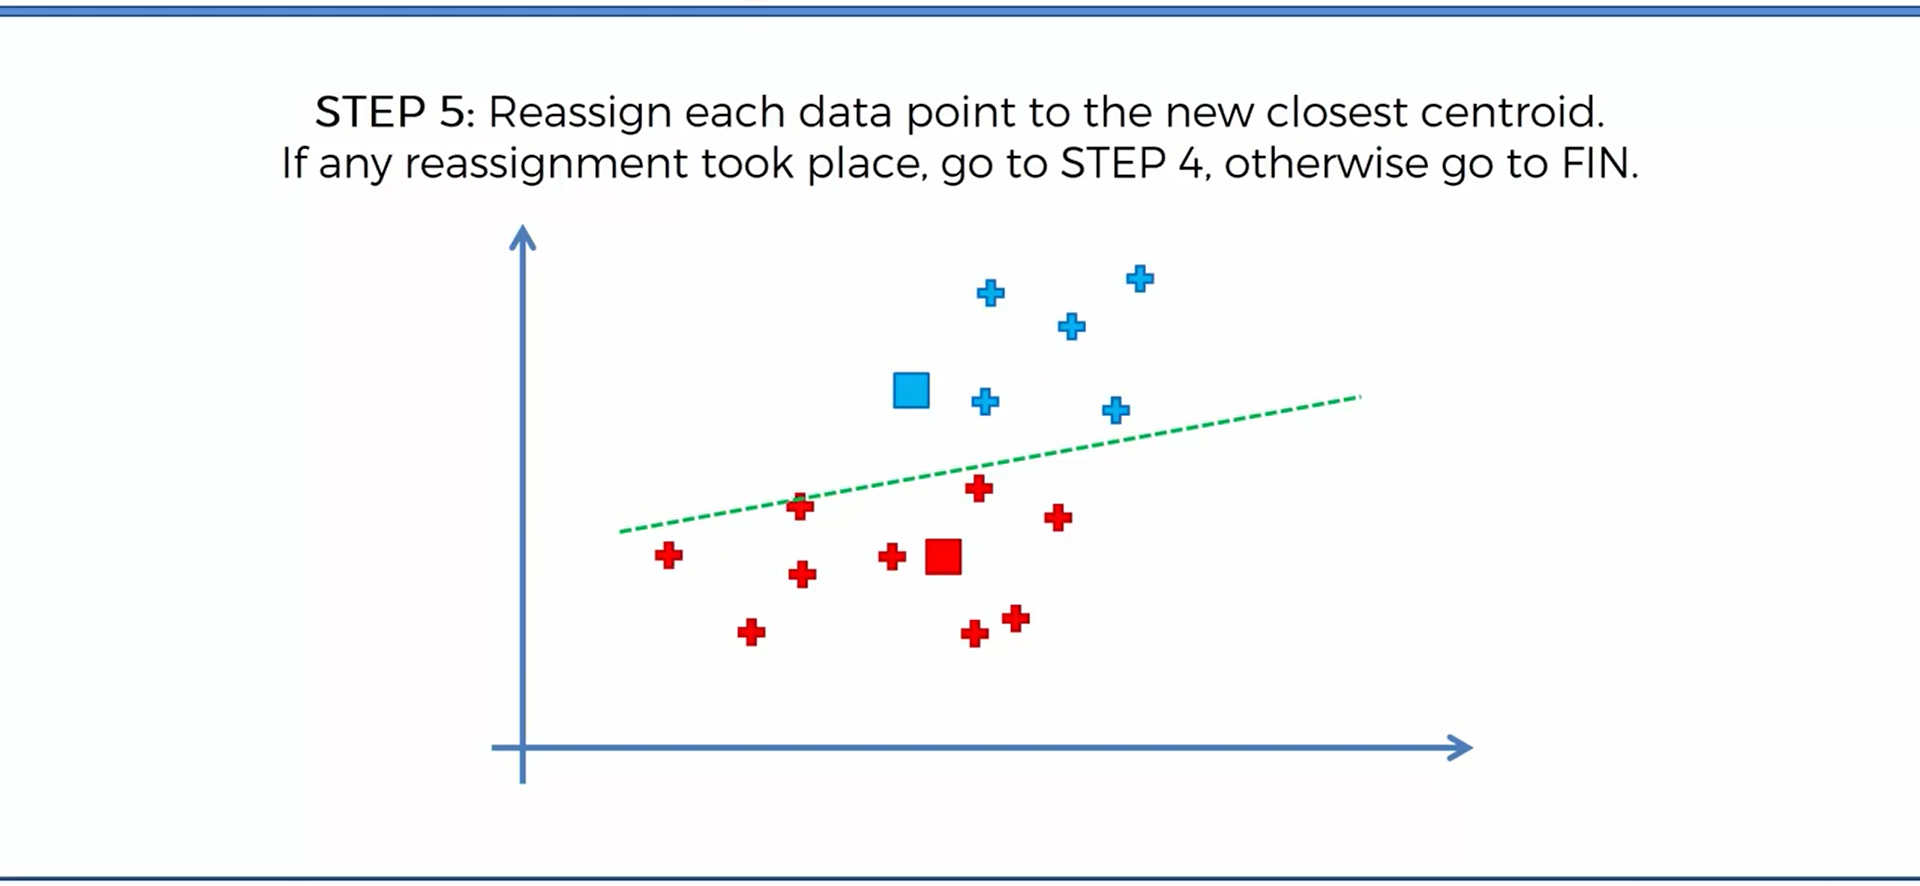 STEP 5: Reassign each data point to the new closest centroid.
If any reassignment took place, go to STEP 4, otherwise go to FIN.